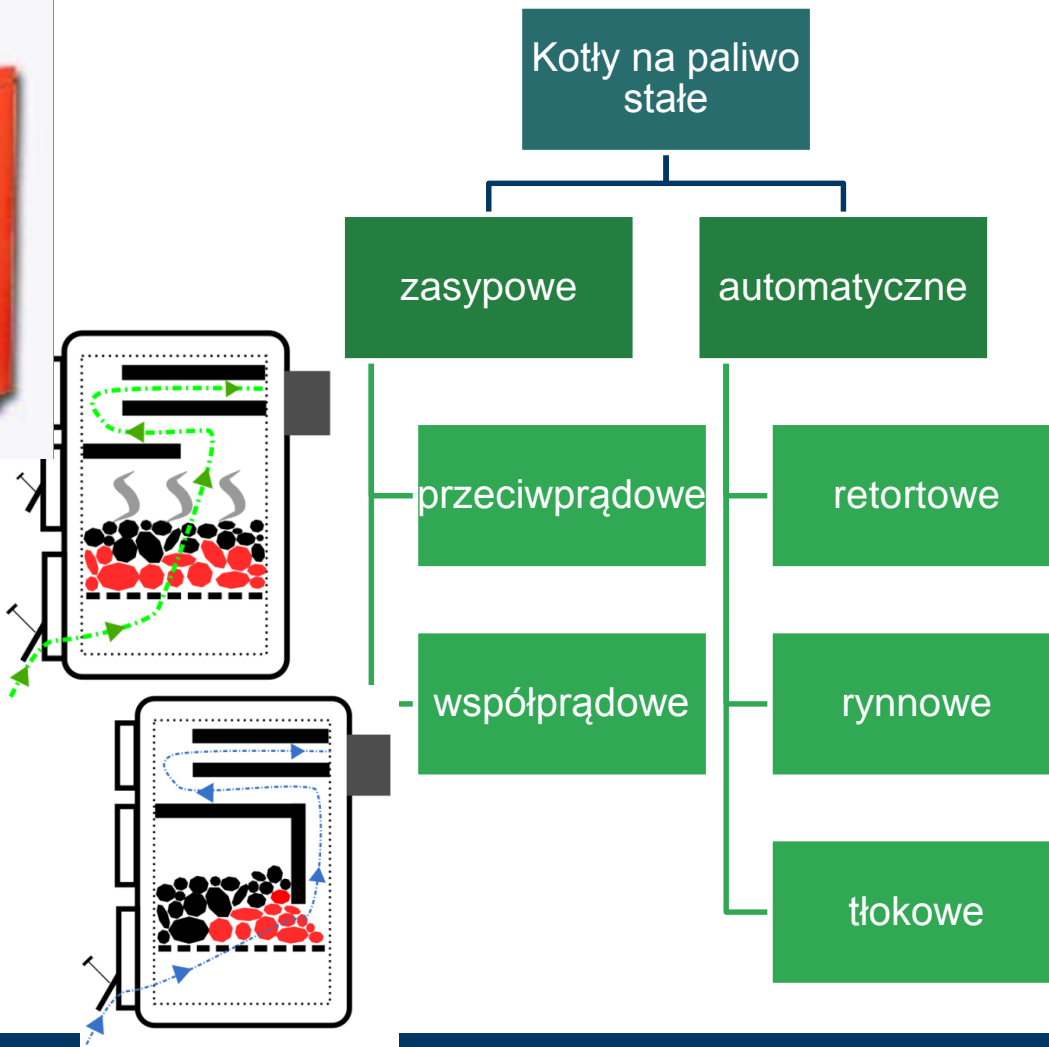 Kotły na paliwo
stałe
zasypowe
automatyczne
przeciwprądowe
retortowe
współprądowe
rynnowe
tłokowe